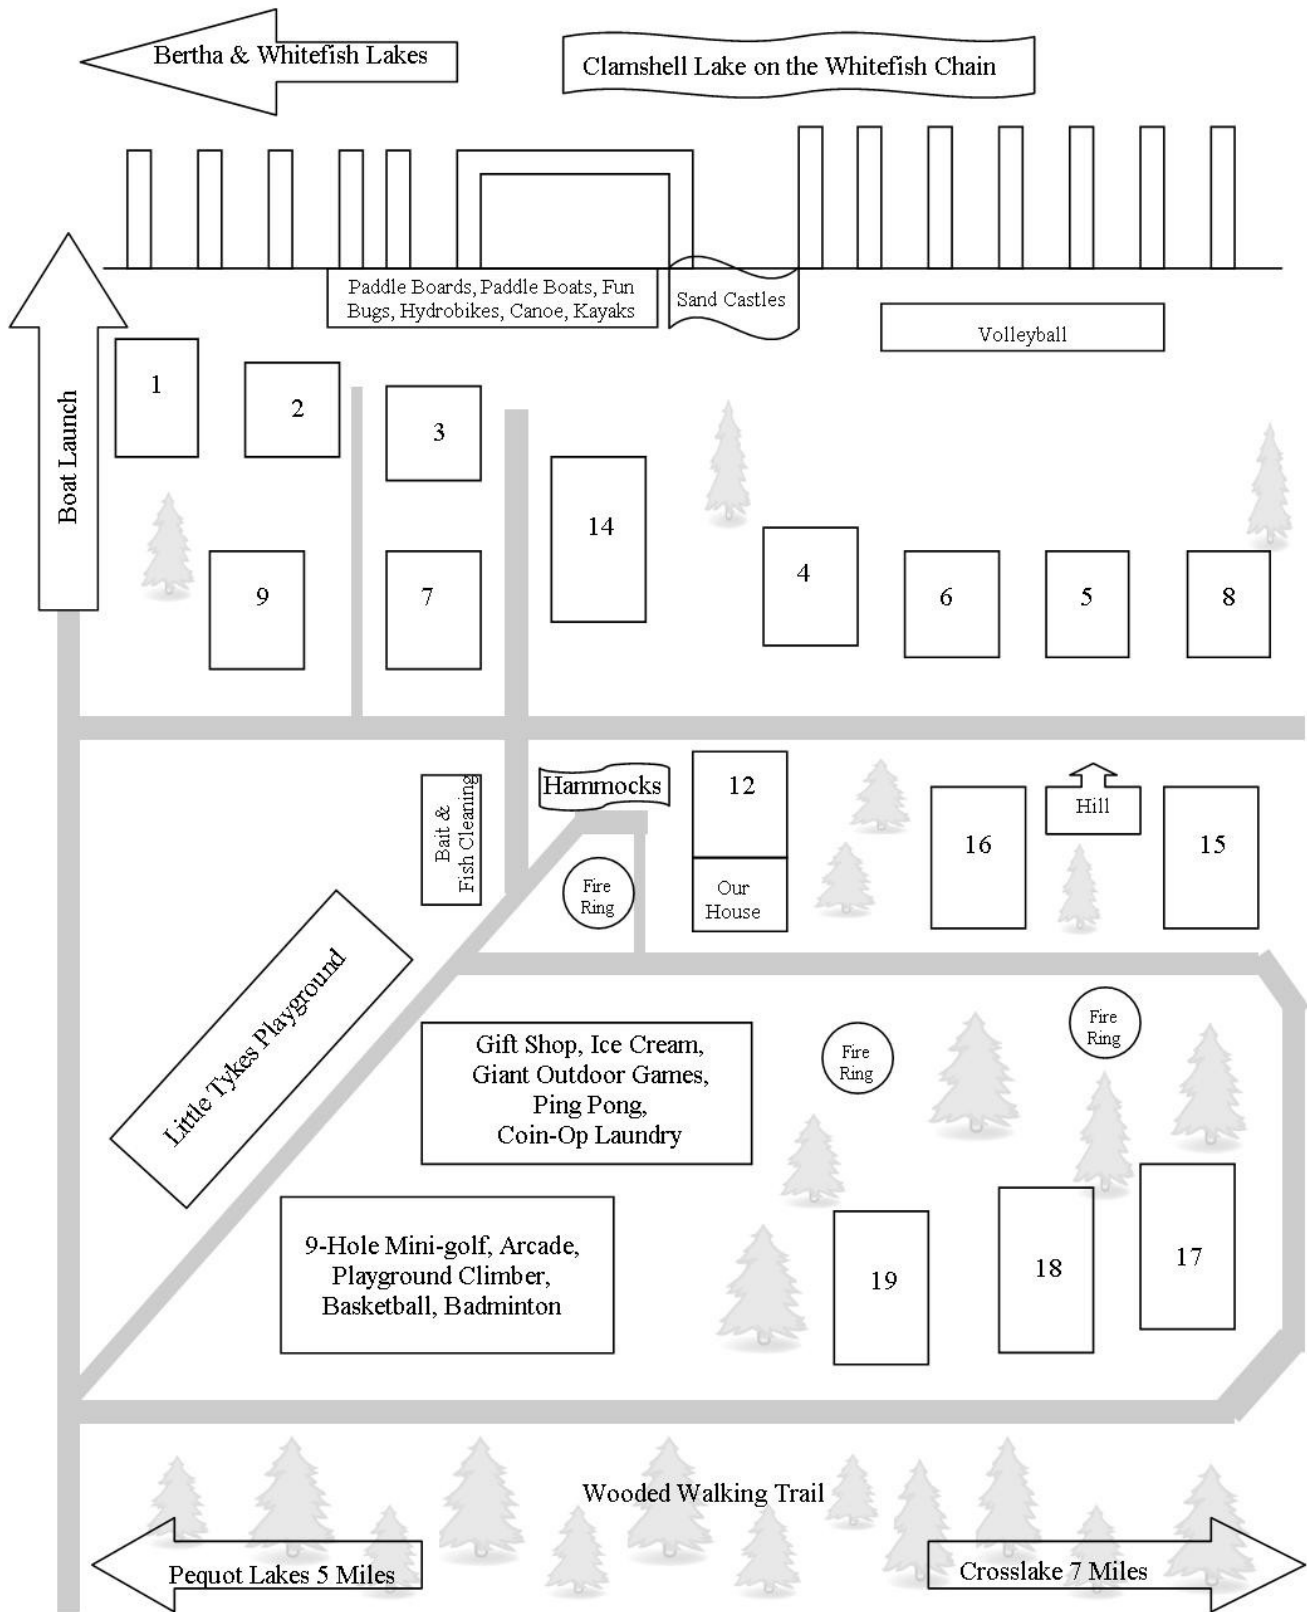 Bertha & Whitefish Lakes
Clamshell Lake on the Whitefish Chain
Paddle Boards, Paddle Boats, Fun
Bugs, Hydrobikes, Canoe, Kayaks
Sand Castles
Volleyball
Boat Launch
1
2
3
14
4
6
5
8
9
7
Bait &
Fish Cleaning
Hammocks
12
Our
House
16
Hill
15
Fire
Ring
Little Tykes Playground
Gift Shop, Ice Cream,
Giant Outdoor Games,
Ping Pong,
Coin-Op Laundry
Fire
Ring
Fire
Ring
9-Hole Mini-golf, Arcade,
Playground Climber,
Basketball, Badminton
19
18
17
Wooded Walking Trail
Pequot Lakes 5 Miles
Crosslake 7 Miles